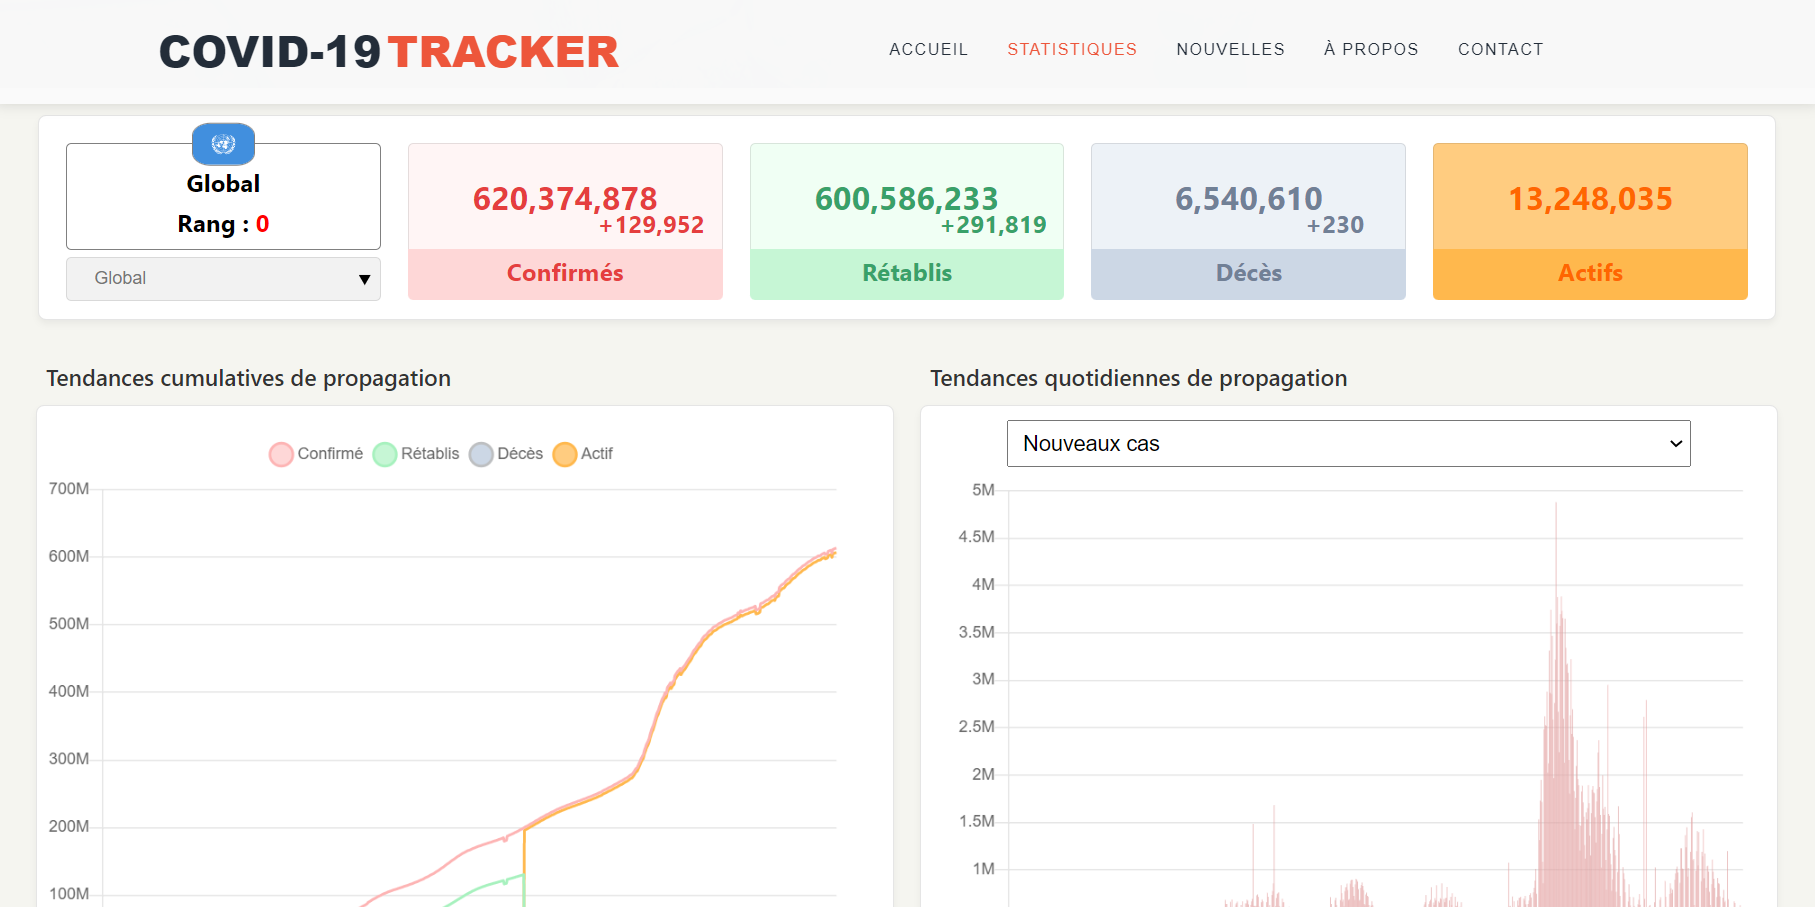 COVID-19 TRACKER
ACCUEIL
STATISTIQUES
NOUVELLES
À PROPOS
CONTACT
Global
Rang : 0
Global
620,374,878
+129,952
Confirmés
600,586,233
+291,819
Rétablis
6,540,610
+230
Décès
13,248,035
Actifs
Tendances cumulatives de propagation
Confirmé
Rétablis
Décès
Actif
700M
600M
500M
400M
300M
200M
100M
Tendances quotidiennes de propagation
Nouveaux cas
5M
4.5M
4M
3.5M
3M
2.5M
2M
1.5M
1M